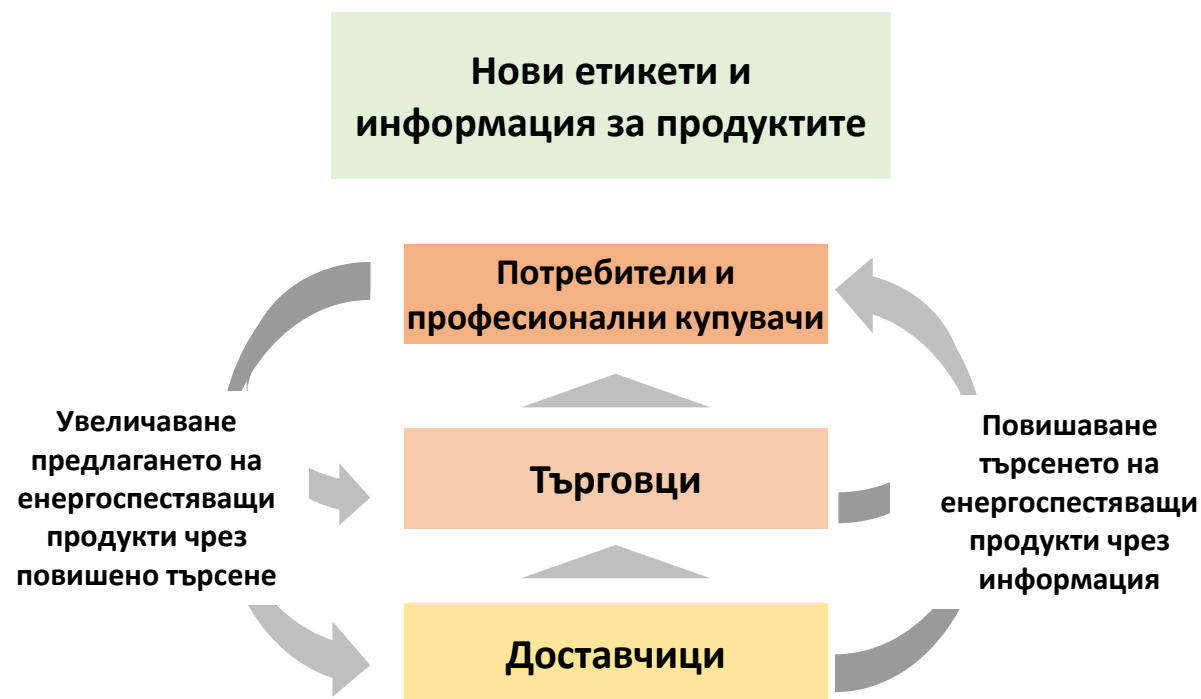 Нови етикети и
информация за продуктите
Потребители и
професионални купувачи
Увеличаване
предлагането на
енергоспестяващи
продукти чрез
повишено търсене
Търговци
Повишаване
търсенето на
енергоспестяващи
продукти чрез
информация
Доставчици